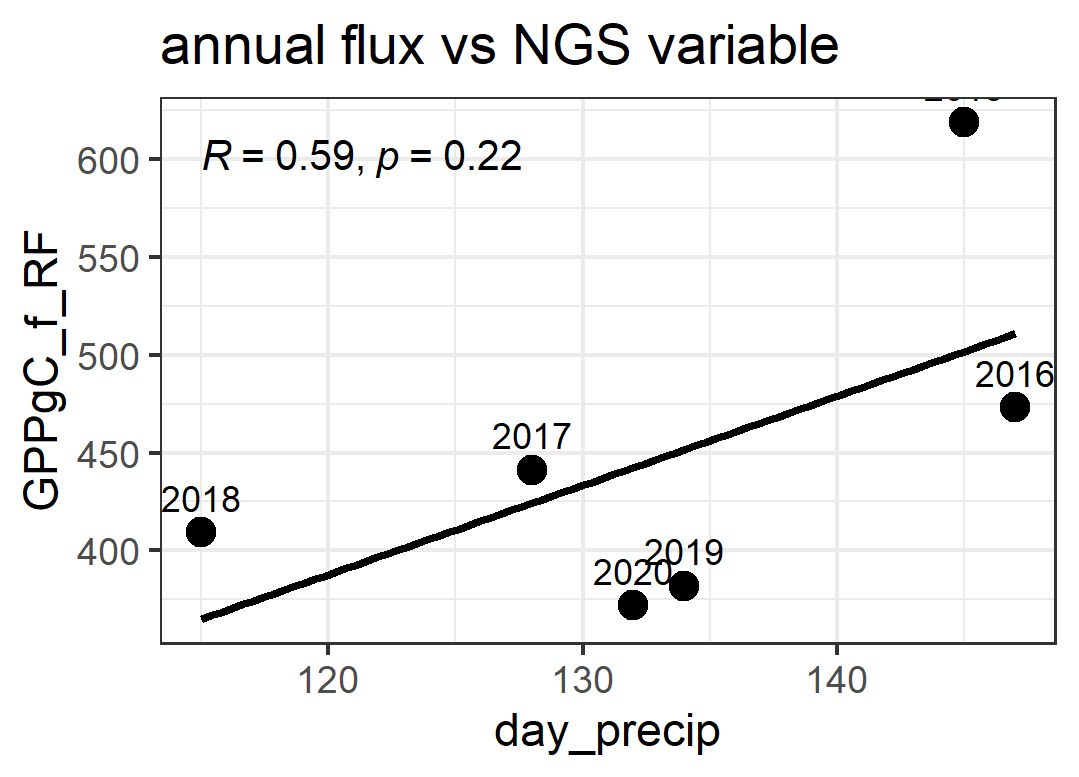 annual flux vs NGS variable
R = 0.59, p = 0.22
600
550
500
450
400
GPPgC_f_RF
2016
2017
2018
2019
2020
120 130 140
day_precip